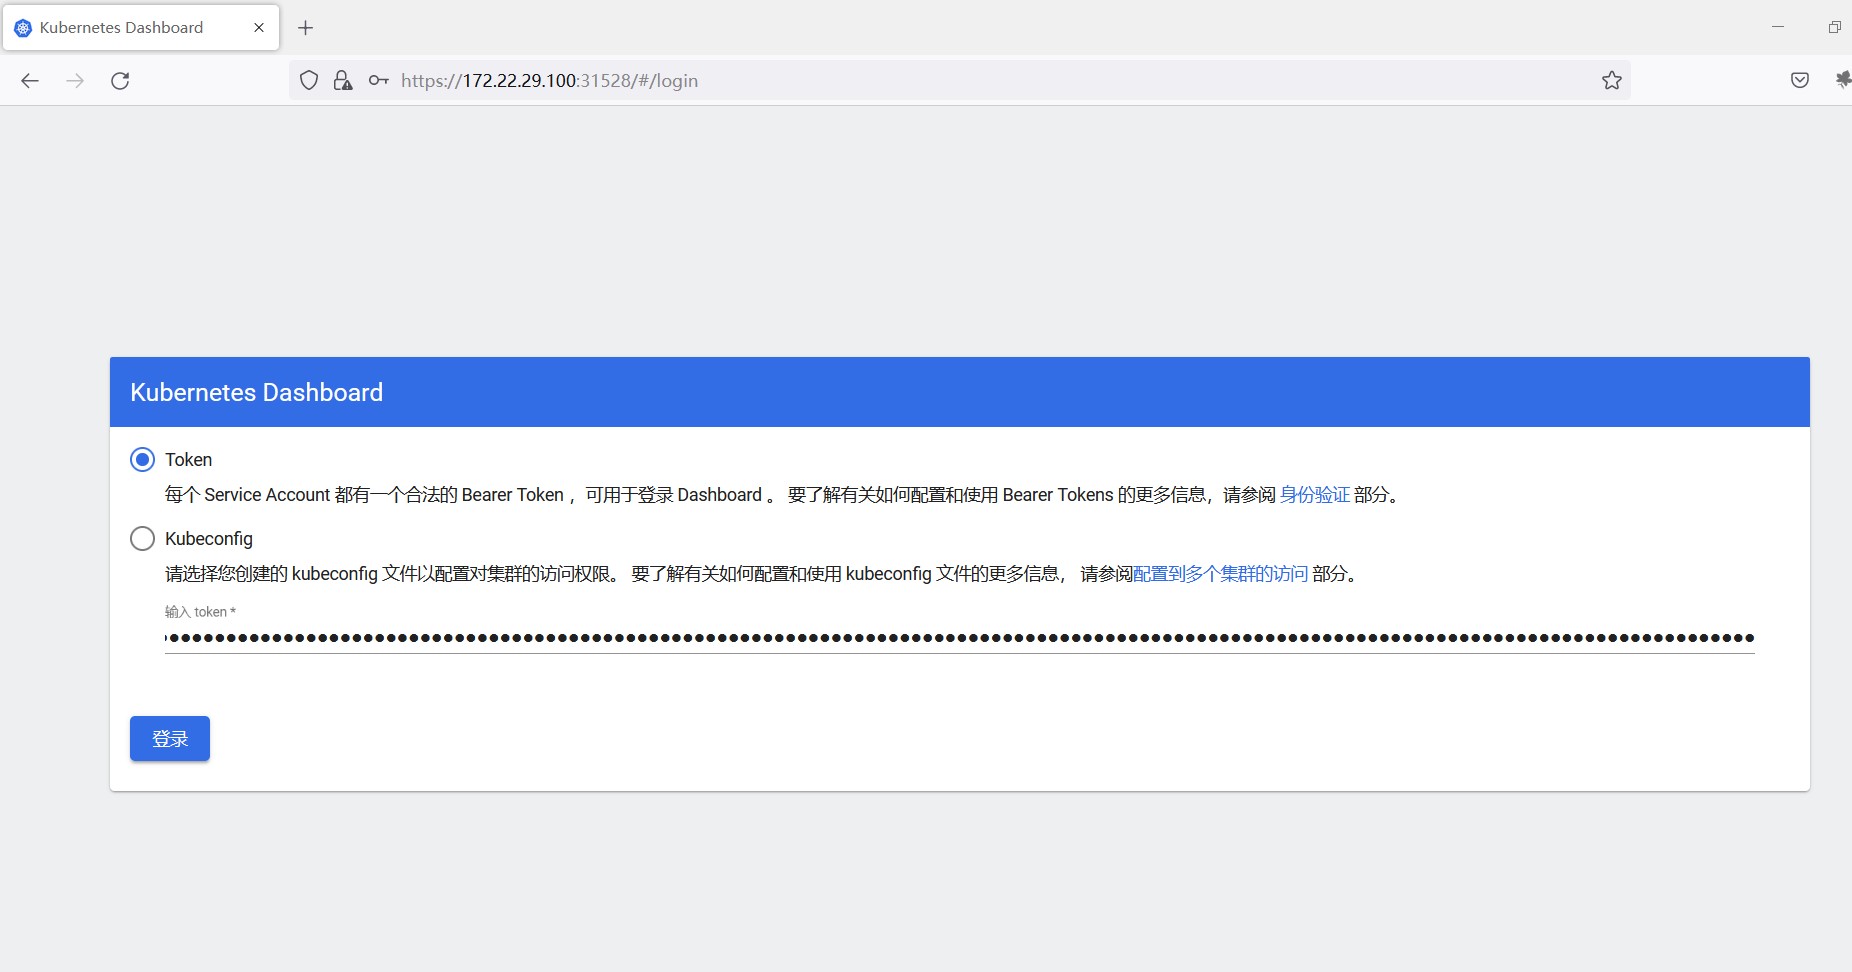 Kubernetes Dashboard
https://172.22.29.100:31528/#/login
Kubernetes Dashboard
Token
每个 Service Account 都有一个合法的 Bearer Token ，可用于登录 Dashboard 。 要了解有关如何配置和使用 Bearer Tokens 的更多信息，请参阅 身份验证 部分。
Kubeconfig
请选择您创建的 kubeconfig 文件以配置对集群的访问权限。 要了解有关如何配置和使用 kubeconfig 文件的更多信息， 请参阅配置到多个集群的访问 部分。
输入 token *
登录